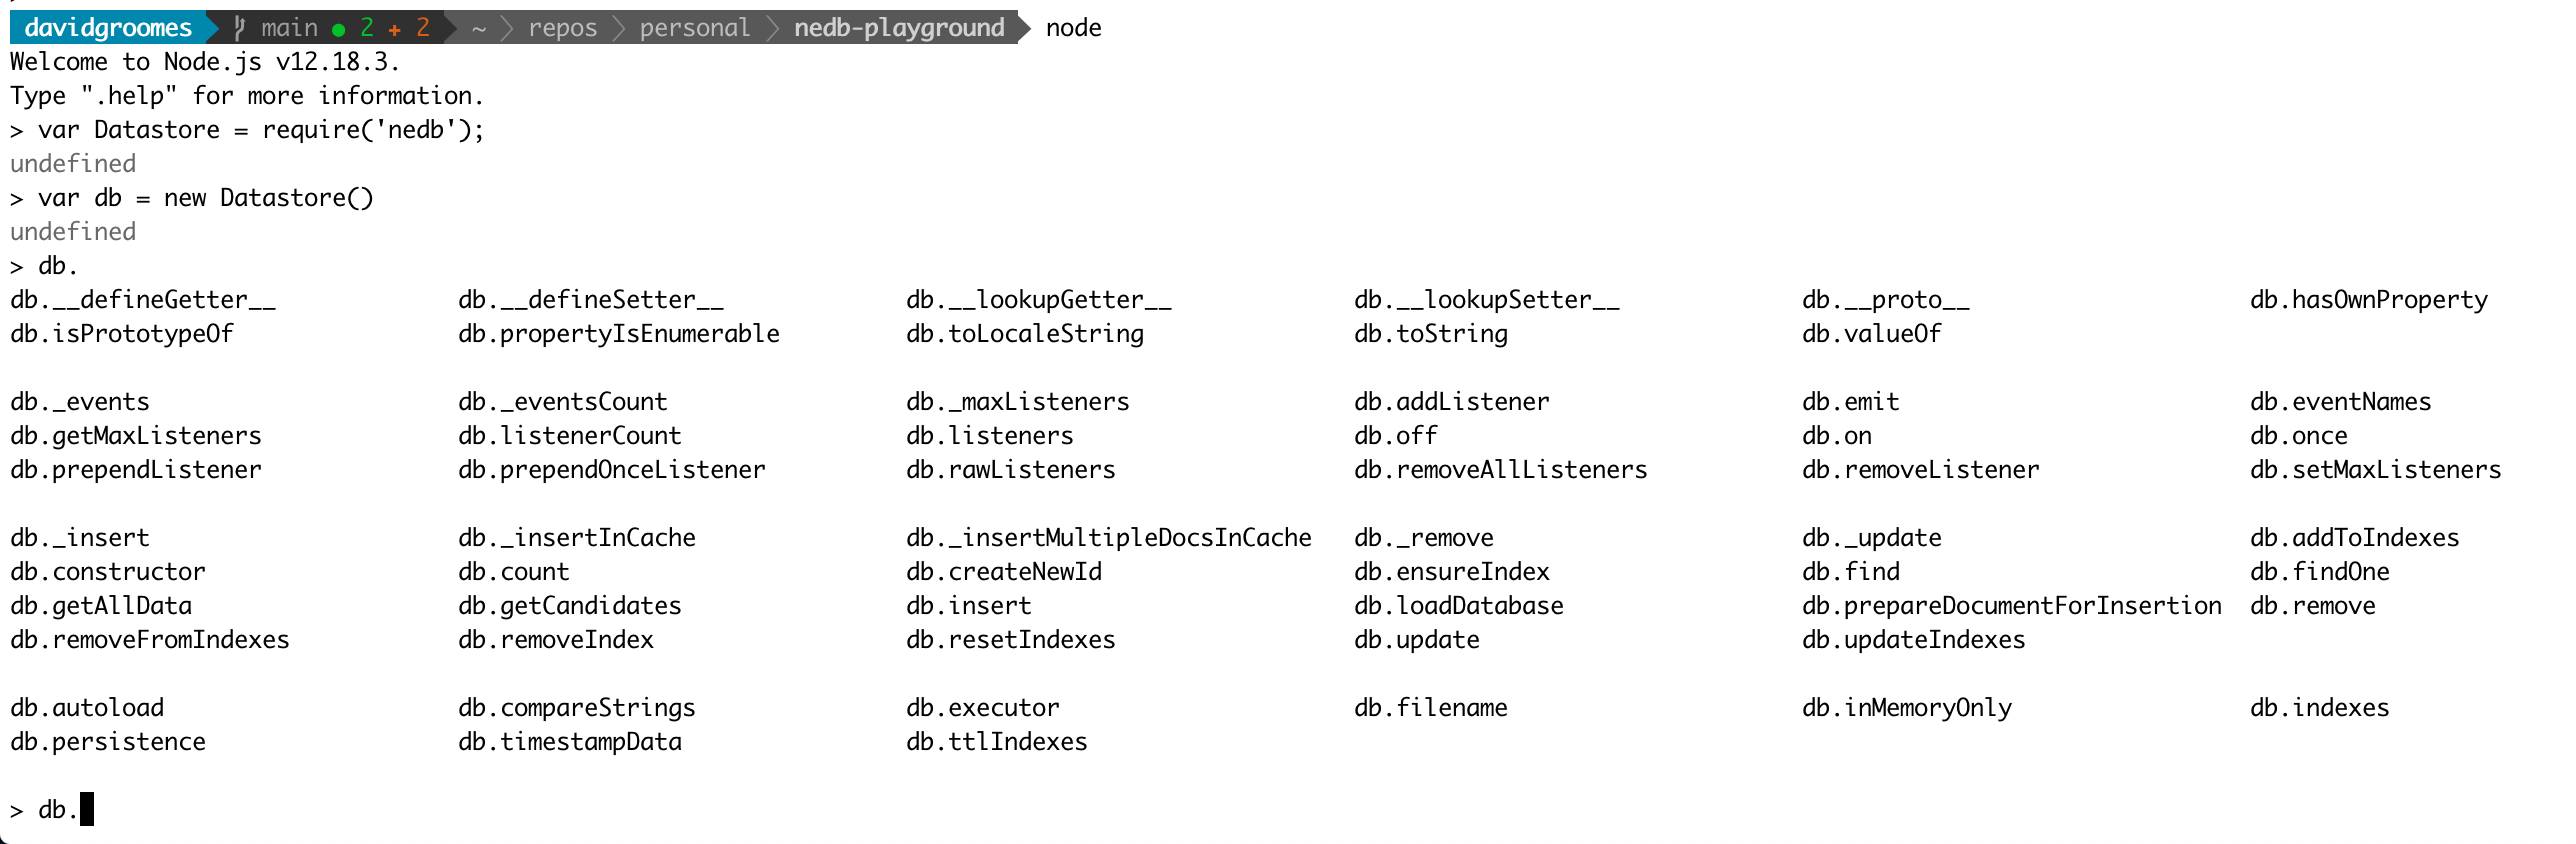 davidgroomes main ● 2 + 2 ~ repos personal nedb-playground node
Welcome to Node.js v12.18.3.
Type ".help" for more information.
> var Datastore = require('nedb');
undefined
> var db = new Datastore()
undefined
> db.
db.__defineGetter__ db.__defineSetter__ db.__lookupGetter__ db.__lookupSetter__ db.__proto__ db.hasOwnProperty
db.isPrototypeOf db.propertyIsEnumerable db.toLocaleString db.toString db.valueOf
db._events db._eventsCount db._maxListeners db.addListener db.emit db.eventNames
db.getMaxListeners db.listenerCount db.listeners db.off db.on db.once
db.prependListener db.prependOnceListener db.rawListeners db.removeAllListeners db.removeListener db.setMaxListeners
db._insert db._insertInCache db._insertMultipleDocsInCache db._remove db._update db.addToIndexes
db.constructor db.count db.createNewId db.ensureIndex db.find db.findOne
db.getAllData db.getCandidates db.insert db.loadDatabase db.prepareDocumentForInsertion db.remove
db.removeFromIndexes db.removeIndex db.resetIndexes db.update db.updateIndexes
db.autoload db.compareStrings db.executor db.filename db.inMemoryOnly db.indexes
db.persistence db.timestampData db.ttlIndexes
> db.